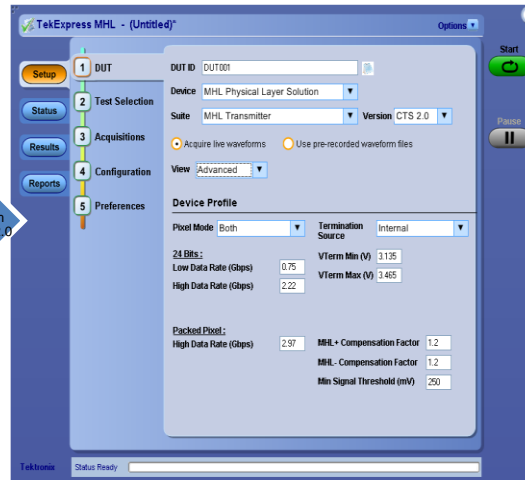 TekExpress MHL - (Untitled)*
Options
Start
Pause
Setup
Status
Results
Reports
n
.0
1 DUT
2 Test Selection
3 Acquisitions
4 Configuration
5 Preferences
DUT ID DUT001
Device MHL Physical Layer Solution
Suite MHL Transmitter Version CTS 2.0
Acquire live waveforms Use pre-recorded waveform files
View Advanced
Device Profile
Pixel Mode Both Termination Source Internal
24 Bits :
Low Data Rate (Gbps) 0.75
High Data Rate (Gbps) 2.22
VTerm Min (V) 3.135
VTerm Max (V) 3.465
Packed Pixel :
High Data Rate (Gbps) 2.97
MHL+ Compensation Factor 1.2
MHL- Compensation Factor 1.2
Min Signal Threshold (mV) 250
Tektronix Status Ready